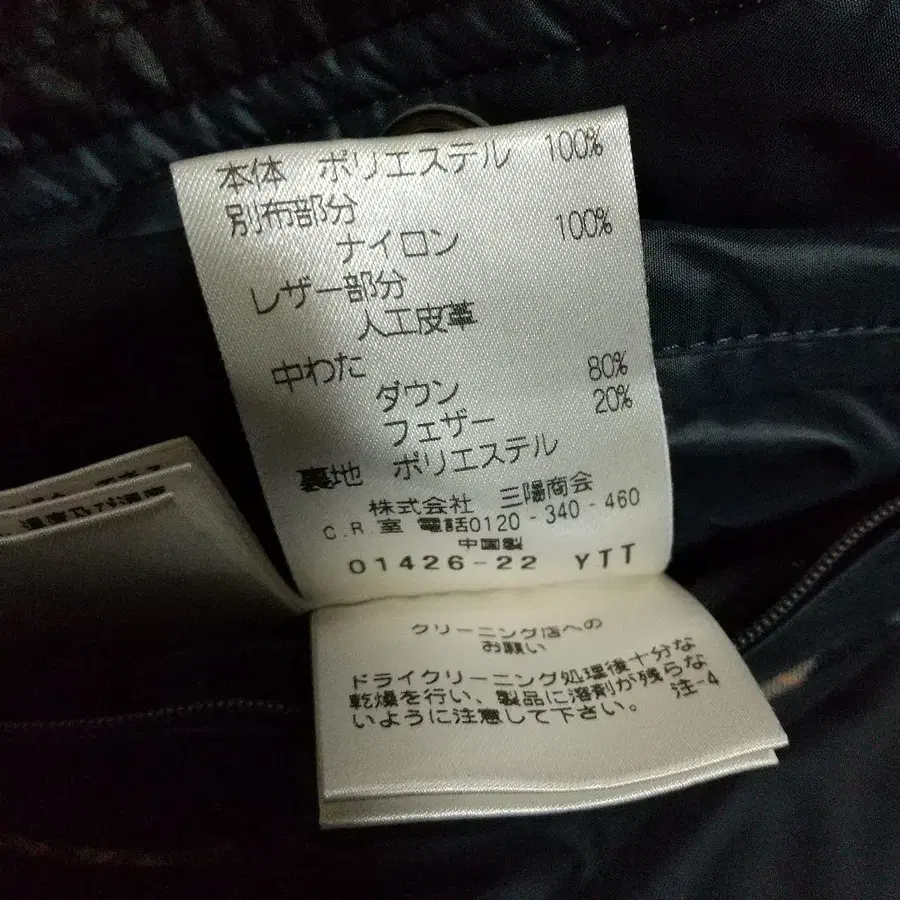 本体 ポリエステル 100%
別布部分
ナイロン 100%
レザー部分
人工皮革
中わた
ダウン 80%
フェザー 20%
裏地 ポリエステル
株式会社 三陽商会
C.R.室 電話0120-340-460
中国製
01426-22 YTT
クリーニング店への
お願い
ドライクリーニング処理後十分な
乾燥を行い、製品に溶剤が残らな
いように注意して下さい。 注-4